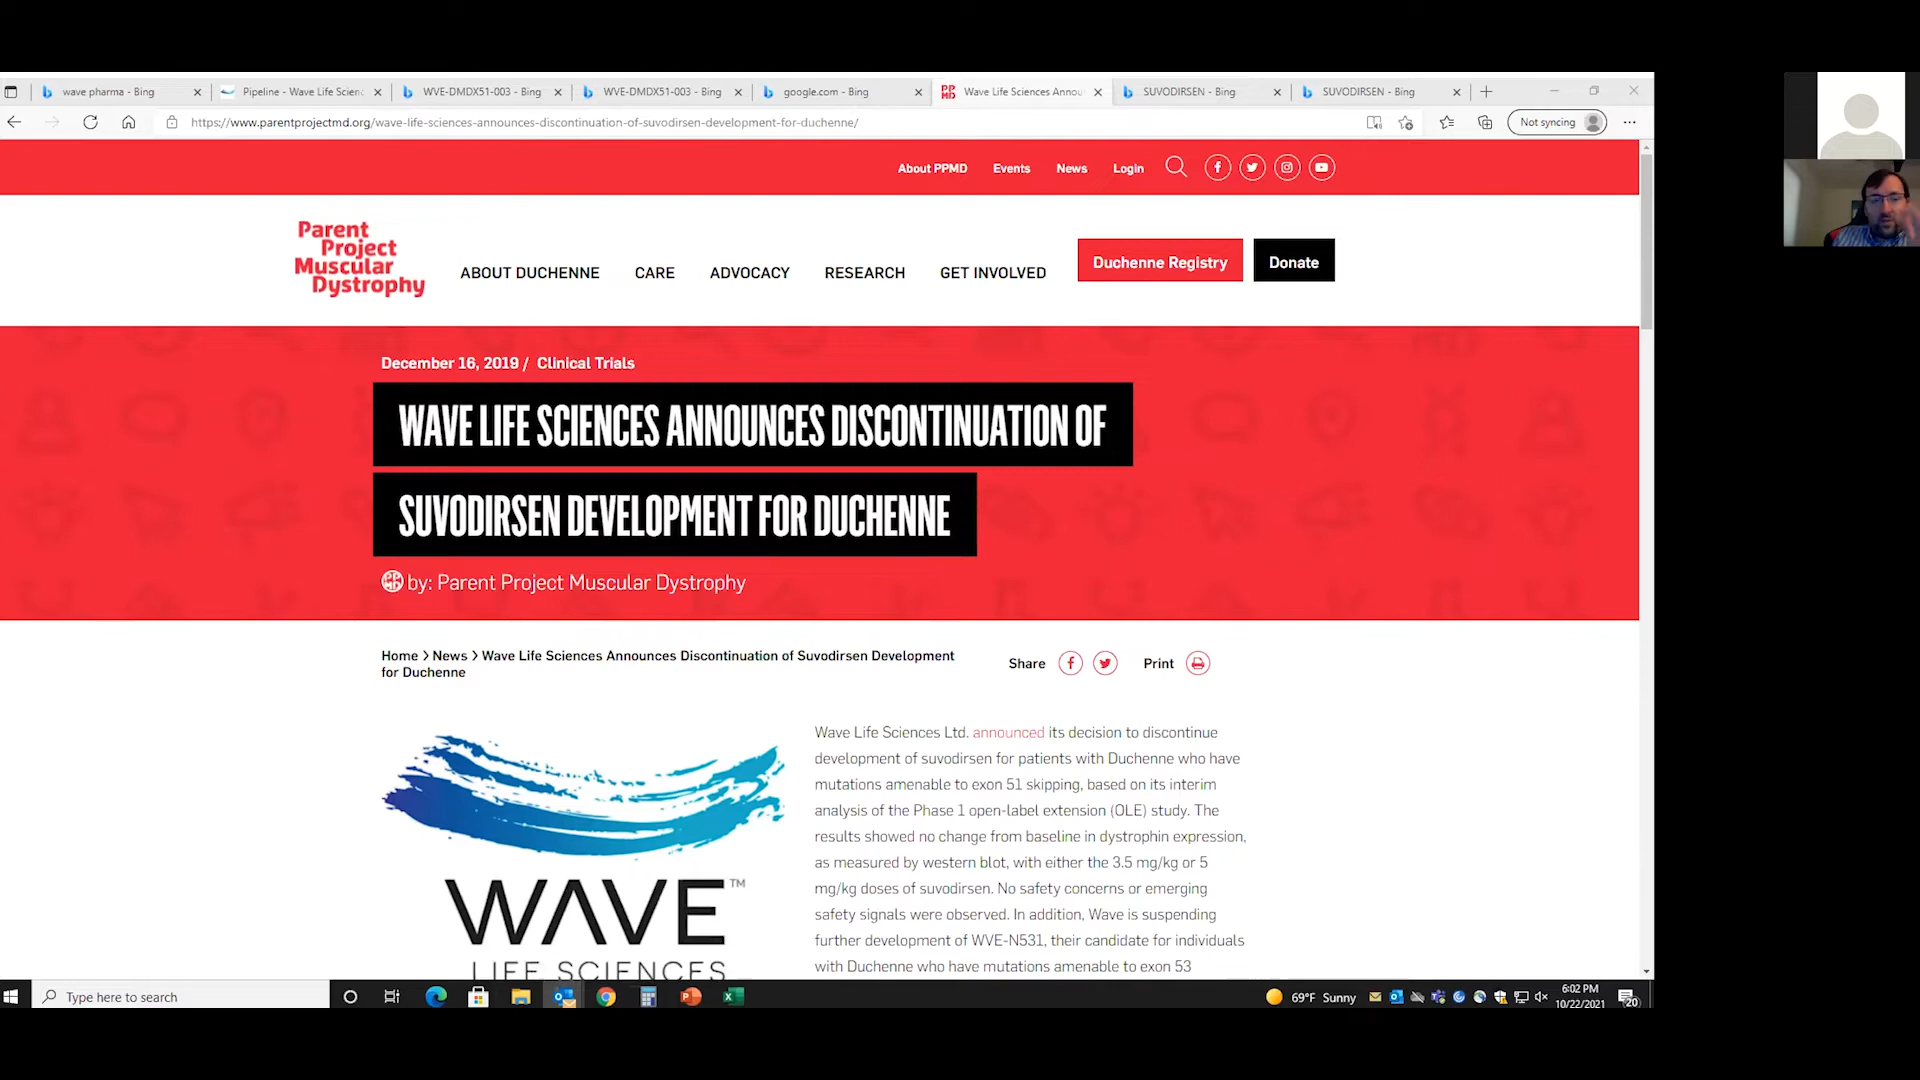 wave pharma - Bing
Pipeline - Wave Life Scien
WVE-DMDX51-003 - Bing
WVE-DMDX51-003 - Bing
google.com - Bing
Wave Life Sciences Annou
SUVODIRSEN - Bing
SUVODIRSEN - Bing
https://www.parentprojectmd.org/wave-life-sciences-announces-discontinuation-of-suvodirsen-development-for-duchenne/
Not syncing
About PPMD
Events
News
Login
Parent
Project
Muscular
Dystrophy
ABOUT DUCHENNE
CARE
ADVOCACY
RESEARCH
GET INVOLVED
Duchenne Registry
Donate
December 16, 2019 / Clinical Trials
WAVE LIFE SCIENCES ANNOUNCES DISCONTINUATION OF
SUVODIRSEN DEVELOPMENT FOR DUCHENNE
by: Parent Project Muscular Dystrophy
Home > News > Wave Life Sciences Announces Discontinuation of Suvodirsen Development
for Duchenne
Share
Print
WAVE™
LIFE SCIENCES
Wave Life Sciences Ltd. announced its decision to discontinue
development of suvodirsen for patients with Duchenne who have
mutations amenable to exon 51 skipping, based on its interim
analysis of the Phase 1 open-label extension (OLE) study. The
results showed no change from baseline in dystrophin expression,
as measured by western blot, with either the 3.5 mg/kg or 5
mg/kg doses of suvodirsen. No safety concerns or emerging
safety signals were observed. In addition, Wave is suspending
further development of WVE-N531, their candidate for individuals
with Duchenne who have mutations amenable to exon 53
Type here to search
69°F Sunny
6:02 PM
10/22/2021
20